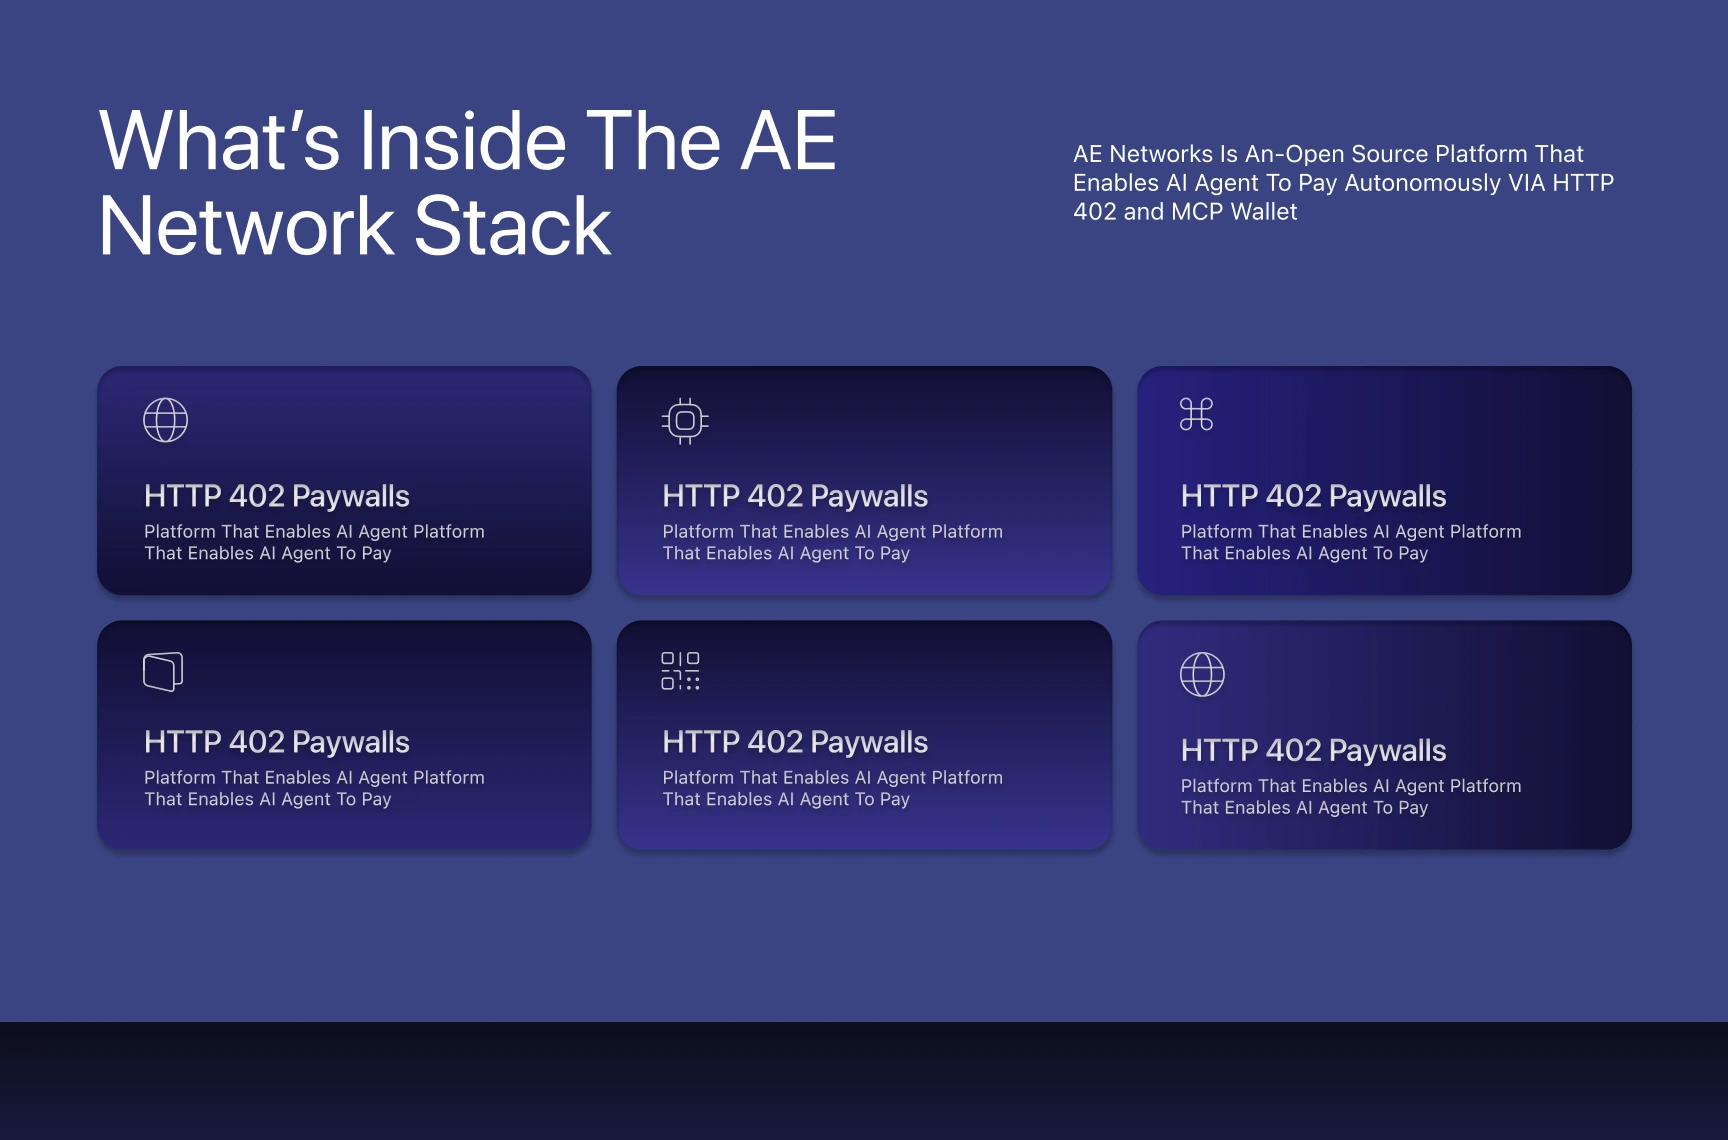 What’s Inside The AE
Network Stack
AE Networks Is An-Open Source Platform That
Enables AI Agent To Pay Autonomously VIA HTTP
402 and MCP Wallet
HTTP 402 Paywalls
Platform That Enables AI Agent Platform
That Enables AI Agent To Pay
HTTP 402 Paywalls
Platform That Enables AI Agent Platform
That Enables AI Agent To Pay
HTTP 402 Paywalls
Platform That Enables AI Agent Platform
That Enables AI Agent To Pay
HTTP 402 Paywalls
Platform That Enables AI Agent Platform
That Enables AI Agent To Pay
HTTP 402 Paywalls
Platform That Enables AI Agent Platform
That Enables AI Agent To Pay
HTTP 402 Paywalls
Platform That Enables AI Agent Platform
That Enables AI Agent To Pay